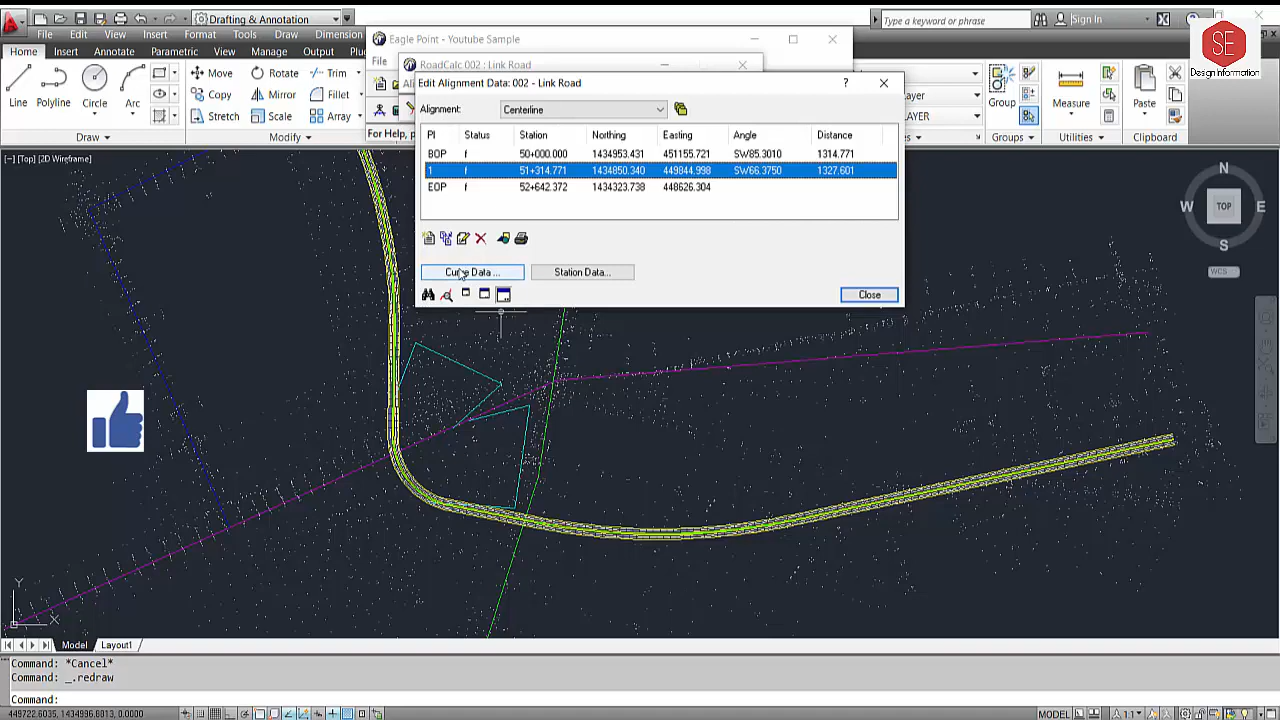 Drafting & Annotation
Type a keyword or phrase
Sign In
File Edit View Insert Format Tools Draw Dimension
Home Insert Annotate Parametric View Manage Output
Line Polyline Circle Arc
Move Rotate Trim
Copy Mirror Fillet
Stretch Scale Array
Draw Modify
Eagle Point - Youtube Sample
File
For Help, p
RoadCalc 002 : Link Road
Edit Alignment Data: 002 - Link Road
?
Alignment: Centerline
PI Status Station Northing Easting Angle Distance
BOP f 50+000.000 1434953.431 451155.721 SW85.3010 1314.771
1 f 51+314.771 1434850.340 449844.998 SW66.3750 1327.601
EOP f 52+642.372 1434323.738 448626.304
Curve Data ... Station Data...
Close
Group Measure Paste
Groups Utilities Clipboard
SE
Design Information
[-] [Top] [2D Wireframe]
N
W TOP E
S
WCS
Y
X
Model Layout1
Command: *Cancel*
Command: _.redraw
Command:
MODEL 1:1